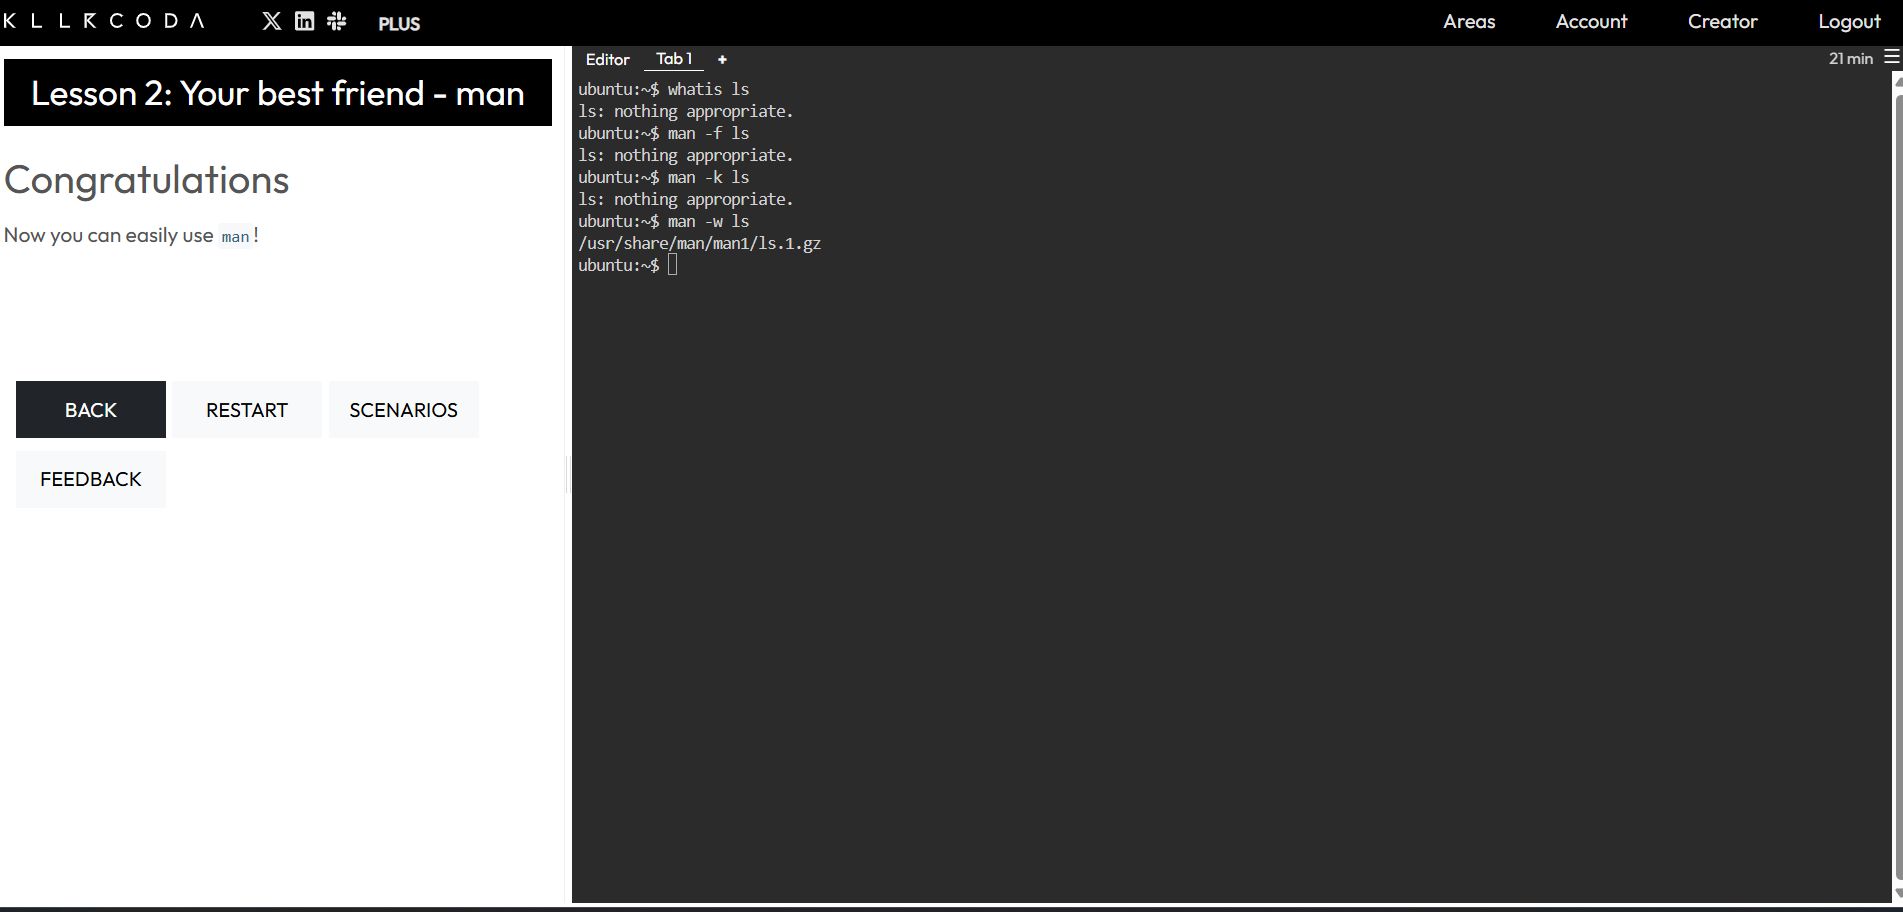 KLLRCODA PLUS Areas Account Creator Logout
Lesson 2: Your best friend - man
Congratulations
Now you can easily use man!
BACK RESTART SCENARIOS
FEEDBACK
Editor Tab 1 + 21 min
ubuntu:~$ whatis ls
ls: nothing appropriate.
ubuntu:~$ man -f ls
ls: nothing appropriate.
ubuntu:~$ man -k ls
ls: nothing appropriate.
ubuntu:~$ man -w ls
/usr/share/man/man1/ls.1.gz
ubuntu:~$